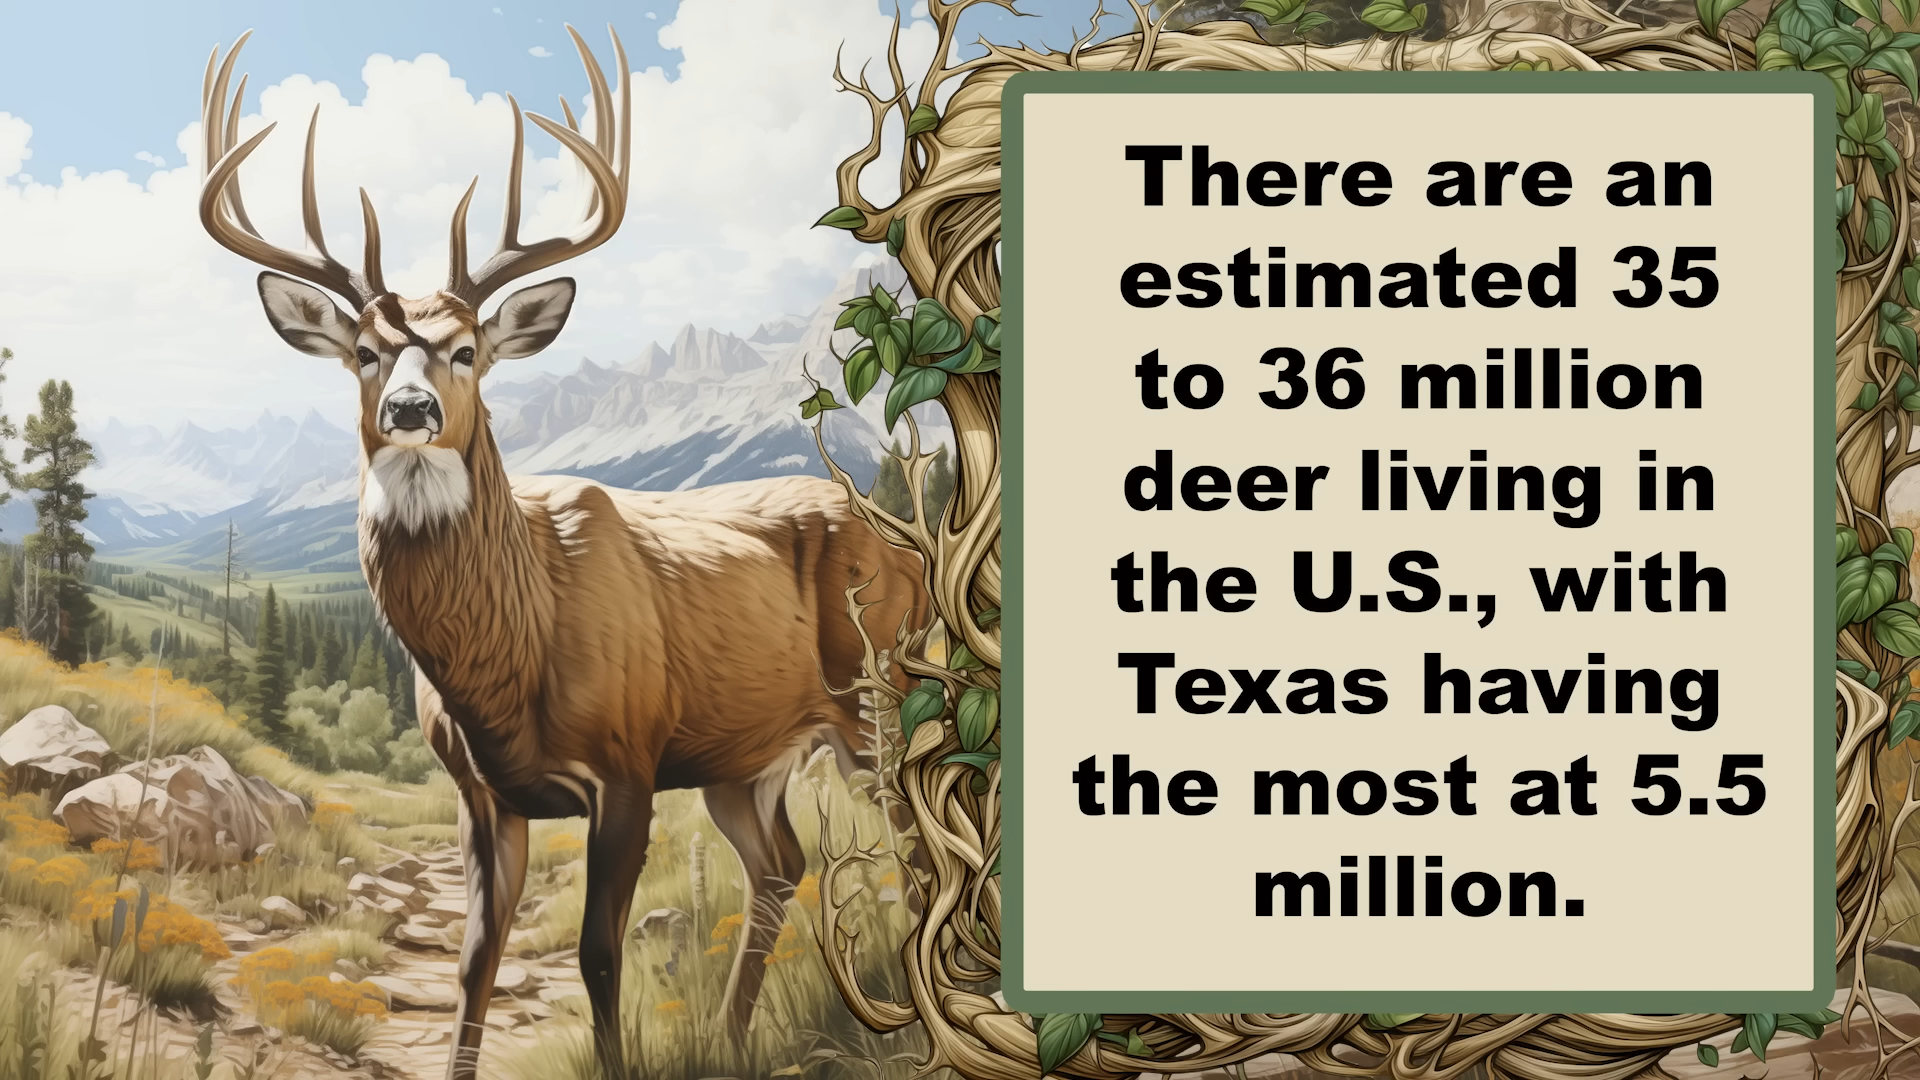 There are an
estimated 35
to 36 million
deer living in
the U.S., with
Texas having
the most at 5.5
million.